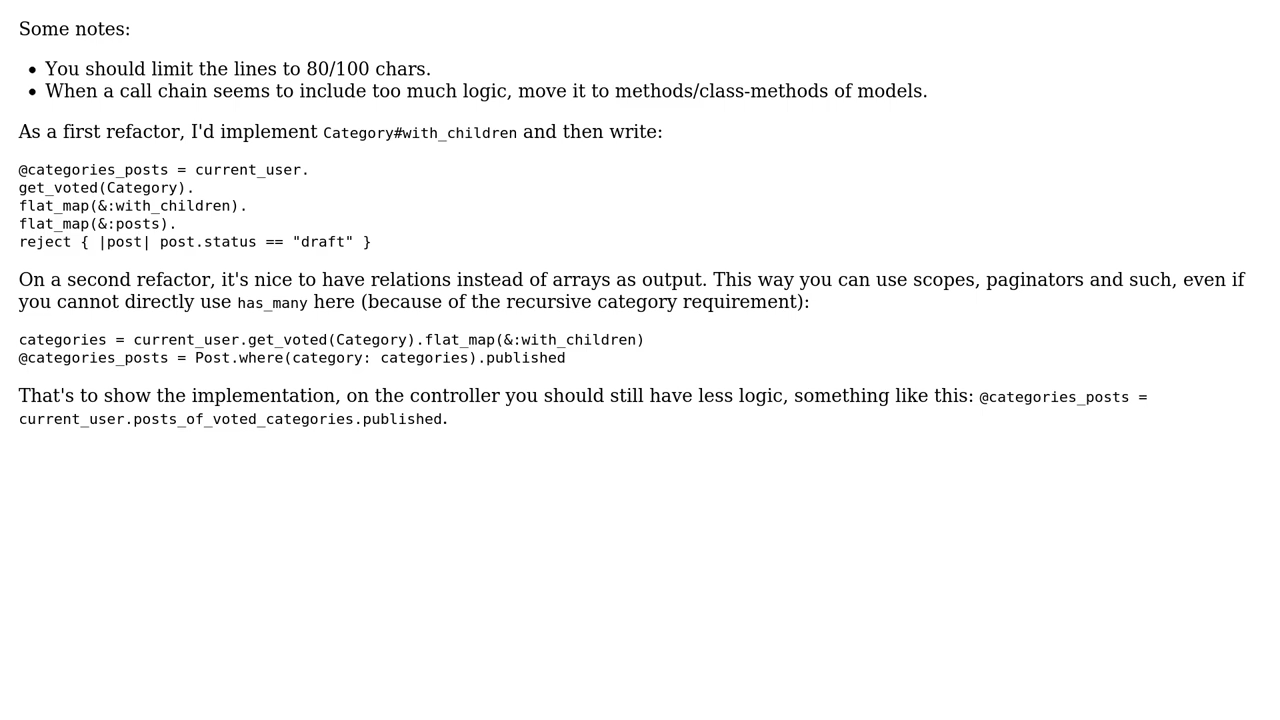 Some notes:
• You should limit the lines to 80/100 chars.
• When a call chain seems to include too much logic, move it to methods/class-methods of models.
As a first refactor, I'd implement Category#with_children and then write:
@categories_posts = current_user.
get_voted(Category).
flat_map(&:with_children).
flat_map(&:posts).
reject { |post| post.status == "draft" }
On a second refactor, it's nice to have relations instead of arrays as output. This way you can use scopes, paginators and such, even if
you cannot directly use has_many here (because of the recursive category requirement):
categories = current_user.get_voted(Category).flat_map(&:with_children)
@categories_posts = Post.where(category: categories).published
That's to show the implementation, on the controller you should still have less logic, something like this: @categories_posts =
current_user.posts_of_voted_categories.published.